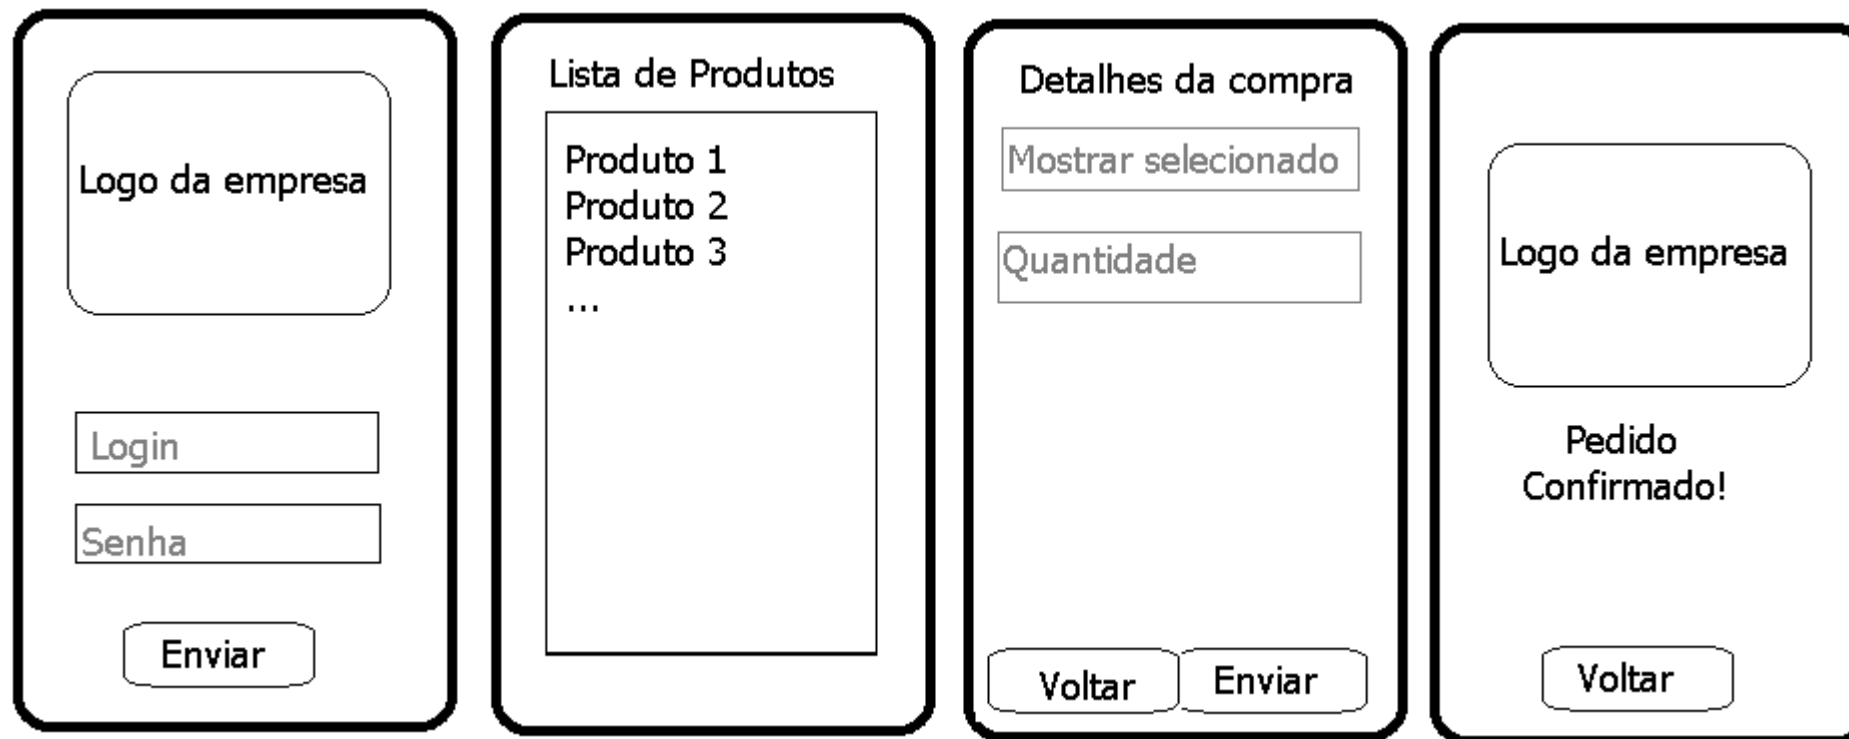 Logo da empresa
Login
Senha
Enviar
Lista de Produtos
Produto 1
Produto 2
Produto 3
...
Detalhes da compra
Mostrar selecionado
Quantidade
Voltar
Enviar
Logo da empresa
Pedido
Confirmado!
Voltar